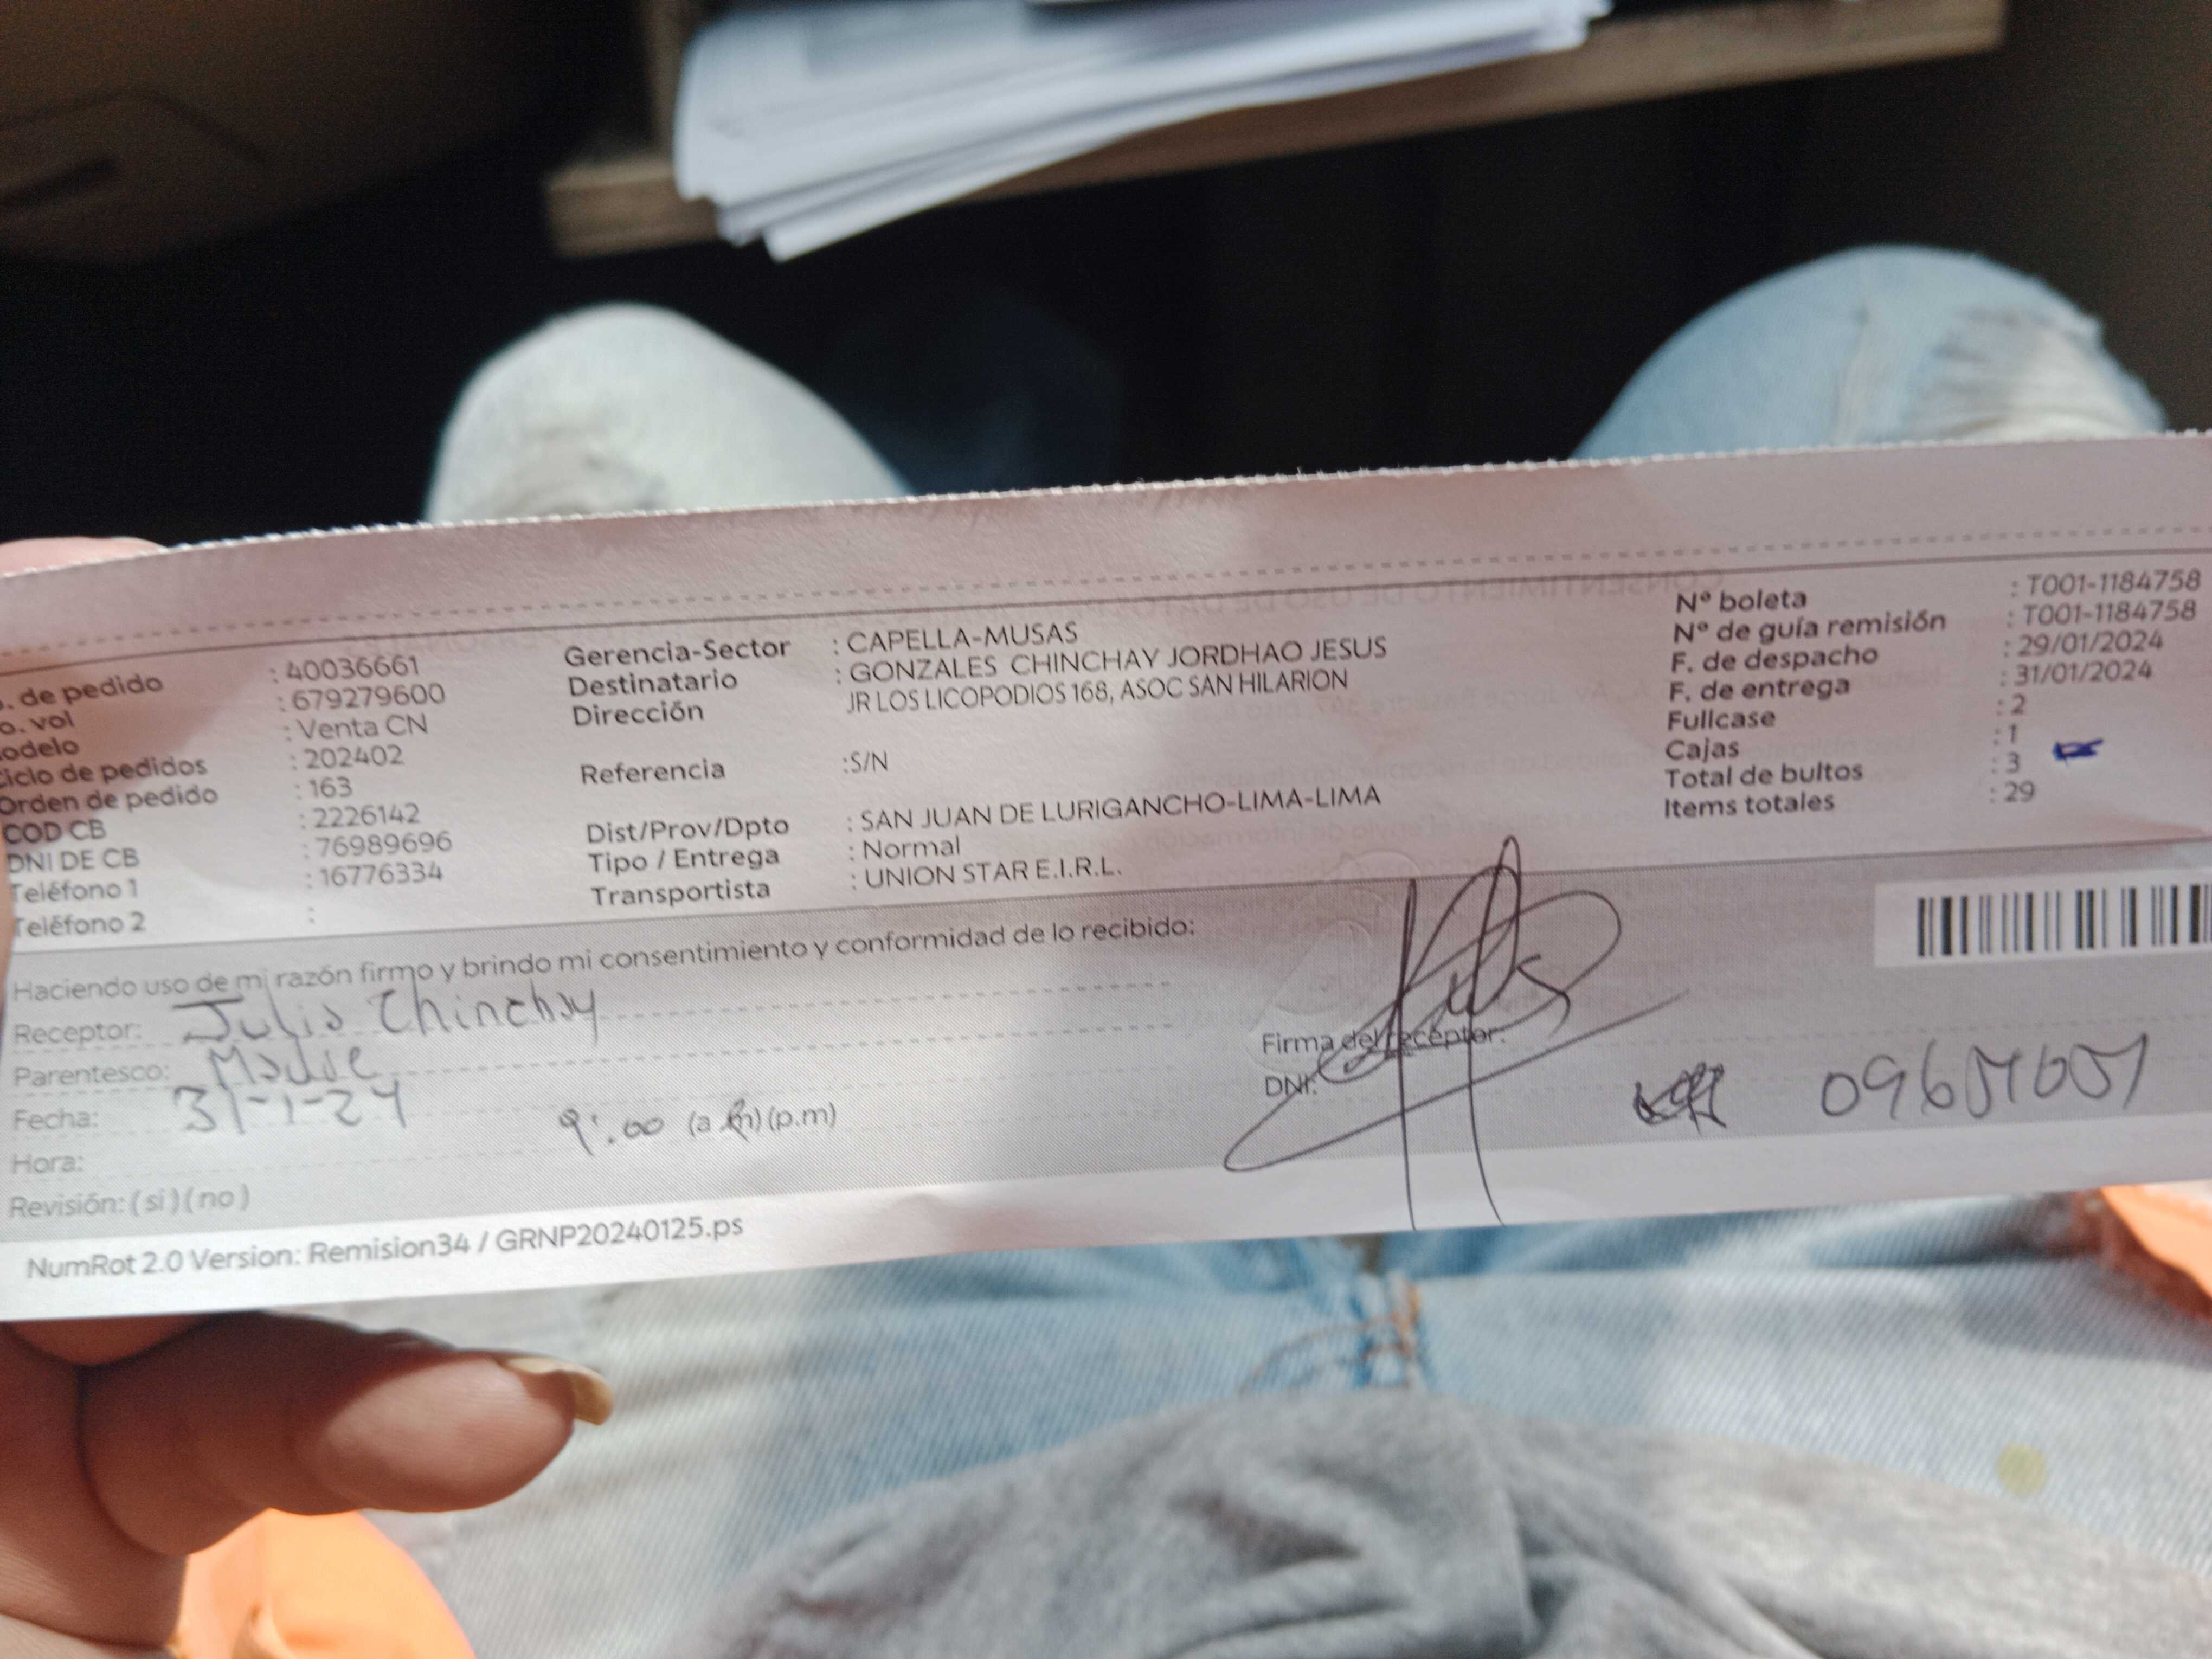 . de pedido : 40036661
o. vol : 679279600
odelo : Venta CN
iclo de pedidos : 202402
Orden de pedido : 163
COD CB : 2226142
DNI DE CB : 76989696
Teléfono 1 : 16776334
Teléfono 2 :
Gerencia-Sector : CAPELLA-MUSAS
Destinatario : GONZALES CHINCHAY JORDHAO JESUS
Dirección JR LOS LICOPODIOS 168, ASOC SAN HILARION
Referencia :S/N
Dist/Prov/Dpto : SAN JUAN DE LURIGANCHO-LIMA-LIMA
Tipo / Entrega : Normal
Transportista : UNION STAR E.I.R.L.
Nº boleta : T001-1184758
Nº de guía remisión : T001-1184758
F. de despacho : 29/01/2024
F. de entrega : 31/01/2024
Fullcase : 2
Cajas : 1
Total de bultos : 3
Items totales : 29
Haciendo uso de mi razón firmo y brindo mi consentimiento y conformidad de lo recibido:
Receptor: Julia Chinchay
Parentesco: Madre
Fecha: 31-1-24
Hora: 9:00 (a.m) (p.m)
Revisión: (si) (no)
Firma del receptor:
DNI:
NumRot 2.0 Version: Remision34 / GRNP20240125.ps